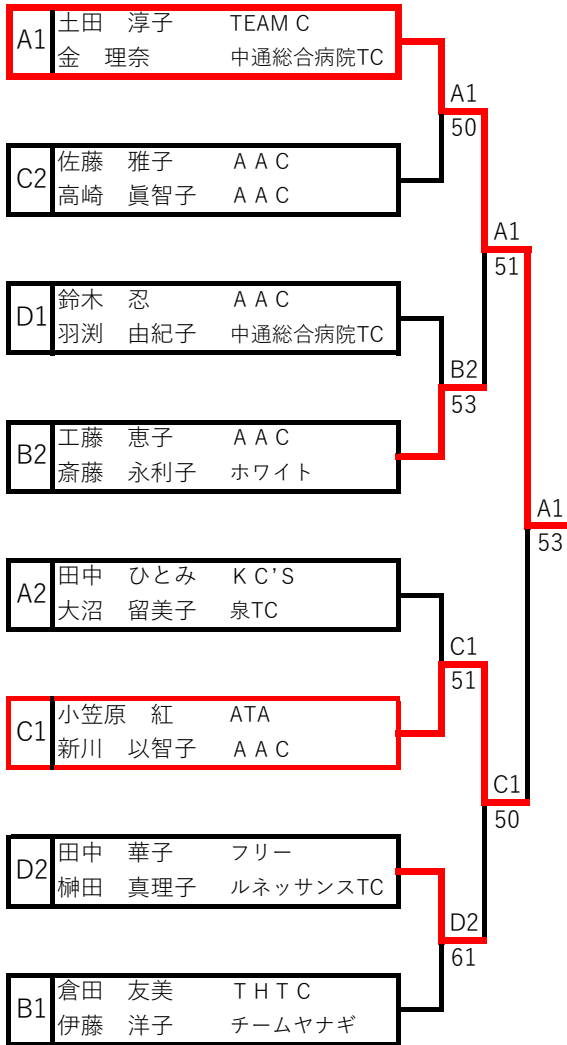 A1 土田　淳子　TEAM C
金　理奈　中通総合病院TC
A1
50
C2 佐藤　雅子　ＡＡＣ
高崎　眞智子　ＡＡＣ
A1
51
D1 鈴木　忍　ＡＡＣ
羽渕　由紀子　中通総合病院TC
B2
53
B2 工藤　恵子　ＡＡＣ
斎藤　永利子　ホワイト
A1
53
A2 田中　ひとみ　ＫＣ’Ｓ
大沼　留美子　泉TC
C1
51
C1 小笠原　紅　ATA
新川　以智子　ＡＡＣ
C1
50
D2 田中　華子　フリー
榊田　真理子　ルネッサンスTC
D2
61
B1 倉田　友美　ＴＨＴＣ
伊藤　洋子　チームヤナギ